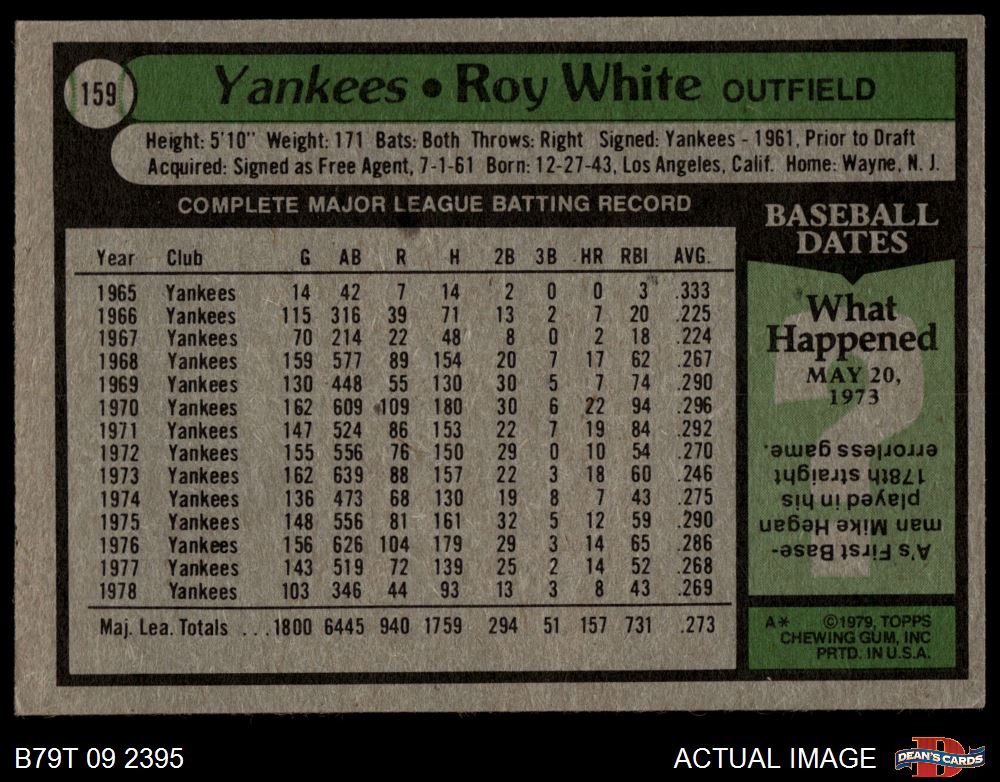 159
Yankees • Roy White OUTFIELD
Height: 5'10" Weight: 171 Bats: Both Throws: Right Signed: Yankees - 1961, Prior to Draft
Acquired: Signed as Free Agent, 7-1-61 Born: 12-27-43, Los Angeles, Calif. Home: Wayne, N. J.
COMPLETE MAJOR LEAGUE BATTING RECORD
Year Club G AB R H 2B 3B HR RBI AVG.
1965 Yankees 14 42 7 14 2 0 0 3 .333
1966 Yankees 115 316 39 71 13 2 7 20 .225
1967 Yankees 70 214 22 48 8 0 2 18 .224
1968 Yankees 159 577 89 154 20 7 17 62 .267
1969 Yankees 130 448 55 130 30 5 7 74 .290
1970 Yankees 162 609 109 180 30 6 22 94 .296
1971 Yankees 147 524 86 153 22 7 19 84 .292
1972 Yankees 155 556 76 150 29 0 10 54 .270
1973 Yankees 162 639 88 157 22 3 18 60 .246
1974 Yankees 136 473 68 130 19 8 7 43 .275
1975 Yankees 148 556 81 161 32 5 12 59 .290
1976 Yankees 156 626 104 179 29 3 14 65 .286
1977 Yankees 143 519 72 139 25 2 14 52 .268
1978 Yankees 103 346 44 93 13 3 8 43 .269
Maj. Lea. Totals ...1800 6445 940 1759 294 51 157 731 .273
BASEBALL
DATES
What
Happened
MAY 20,
1973
A's First Base-
man Mike Hegan
played in his
178th straight
errorless game.
A* ©1979, TOPPS
CHEWING GUM, INC
PRTD. IN U.S.A.
B79T 09 2395
ACTUAL IMAGE
D
DEAN'S CARDS